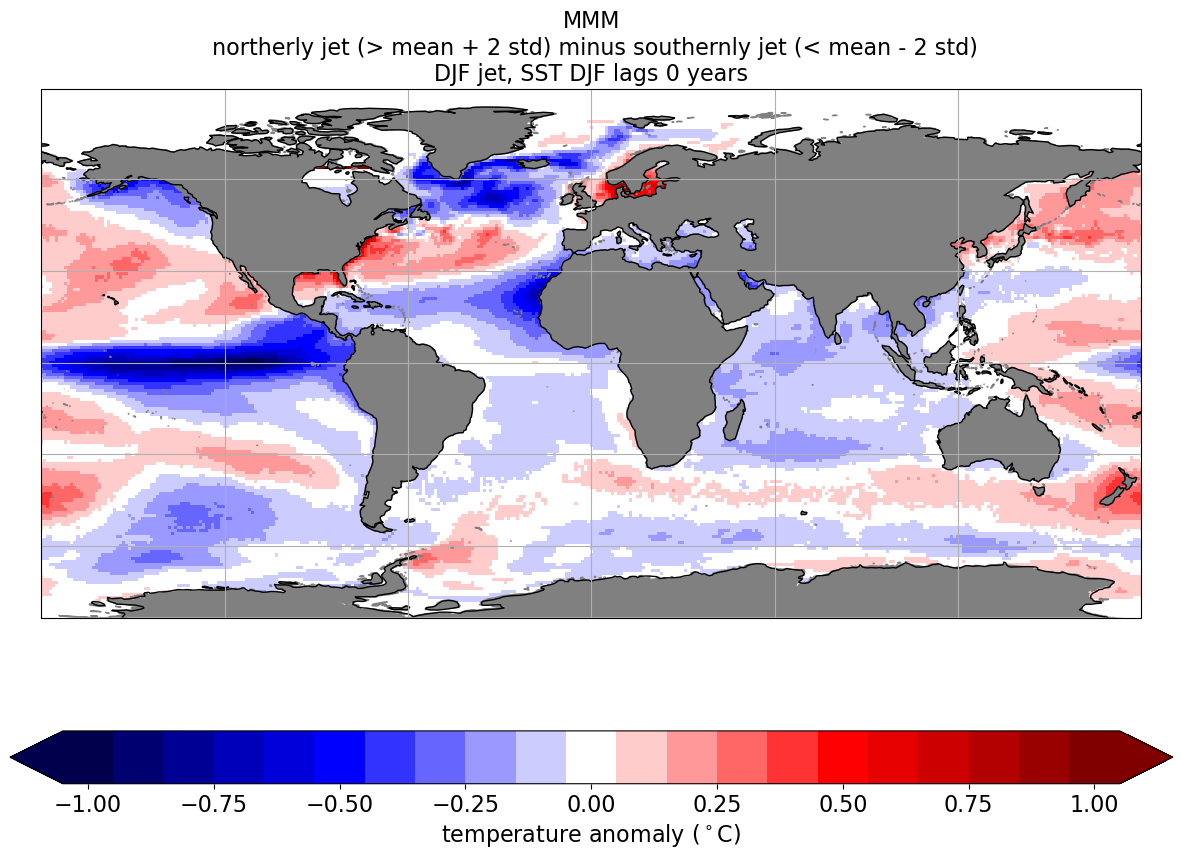 MMM
northerly jet (> mean + 2 std) minus southernly jet (< mean - 2 std)
DJF jet, SST DJF lags 0 years
−1.00 −0.75 −0.50 −0.25 0.00 0.25 0.50 0.75 1.00
temperature anomaly (°C)